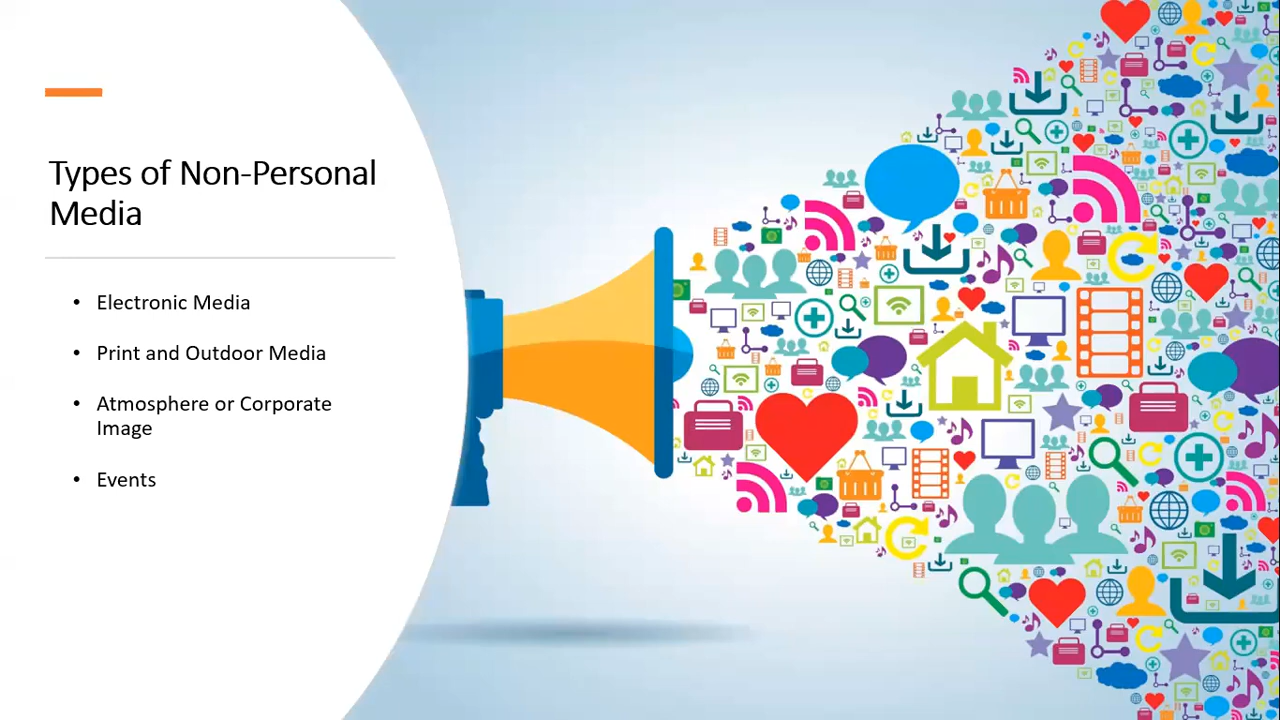 Types of Non-Personal
Media
• Electronic Media
• Print and Outdoor Media
• Atmosphere or Corporate
Image
• Events